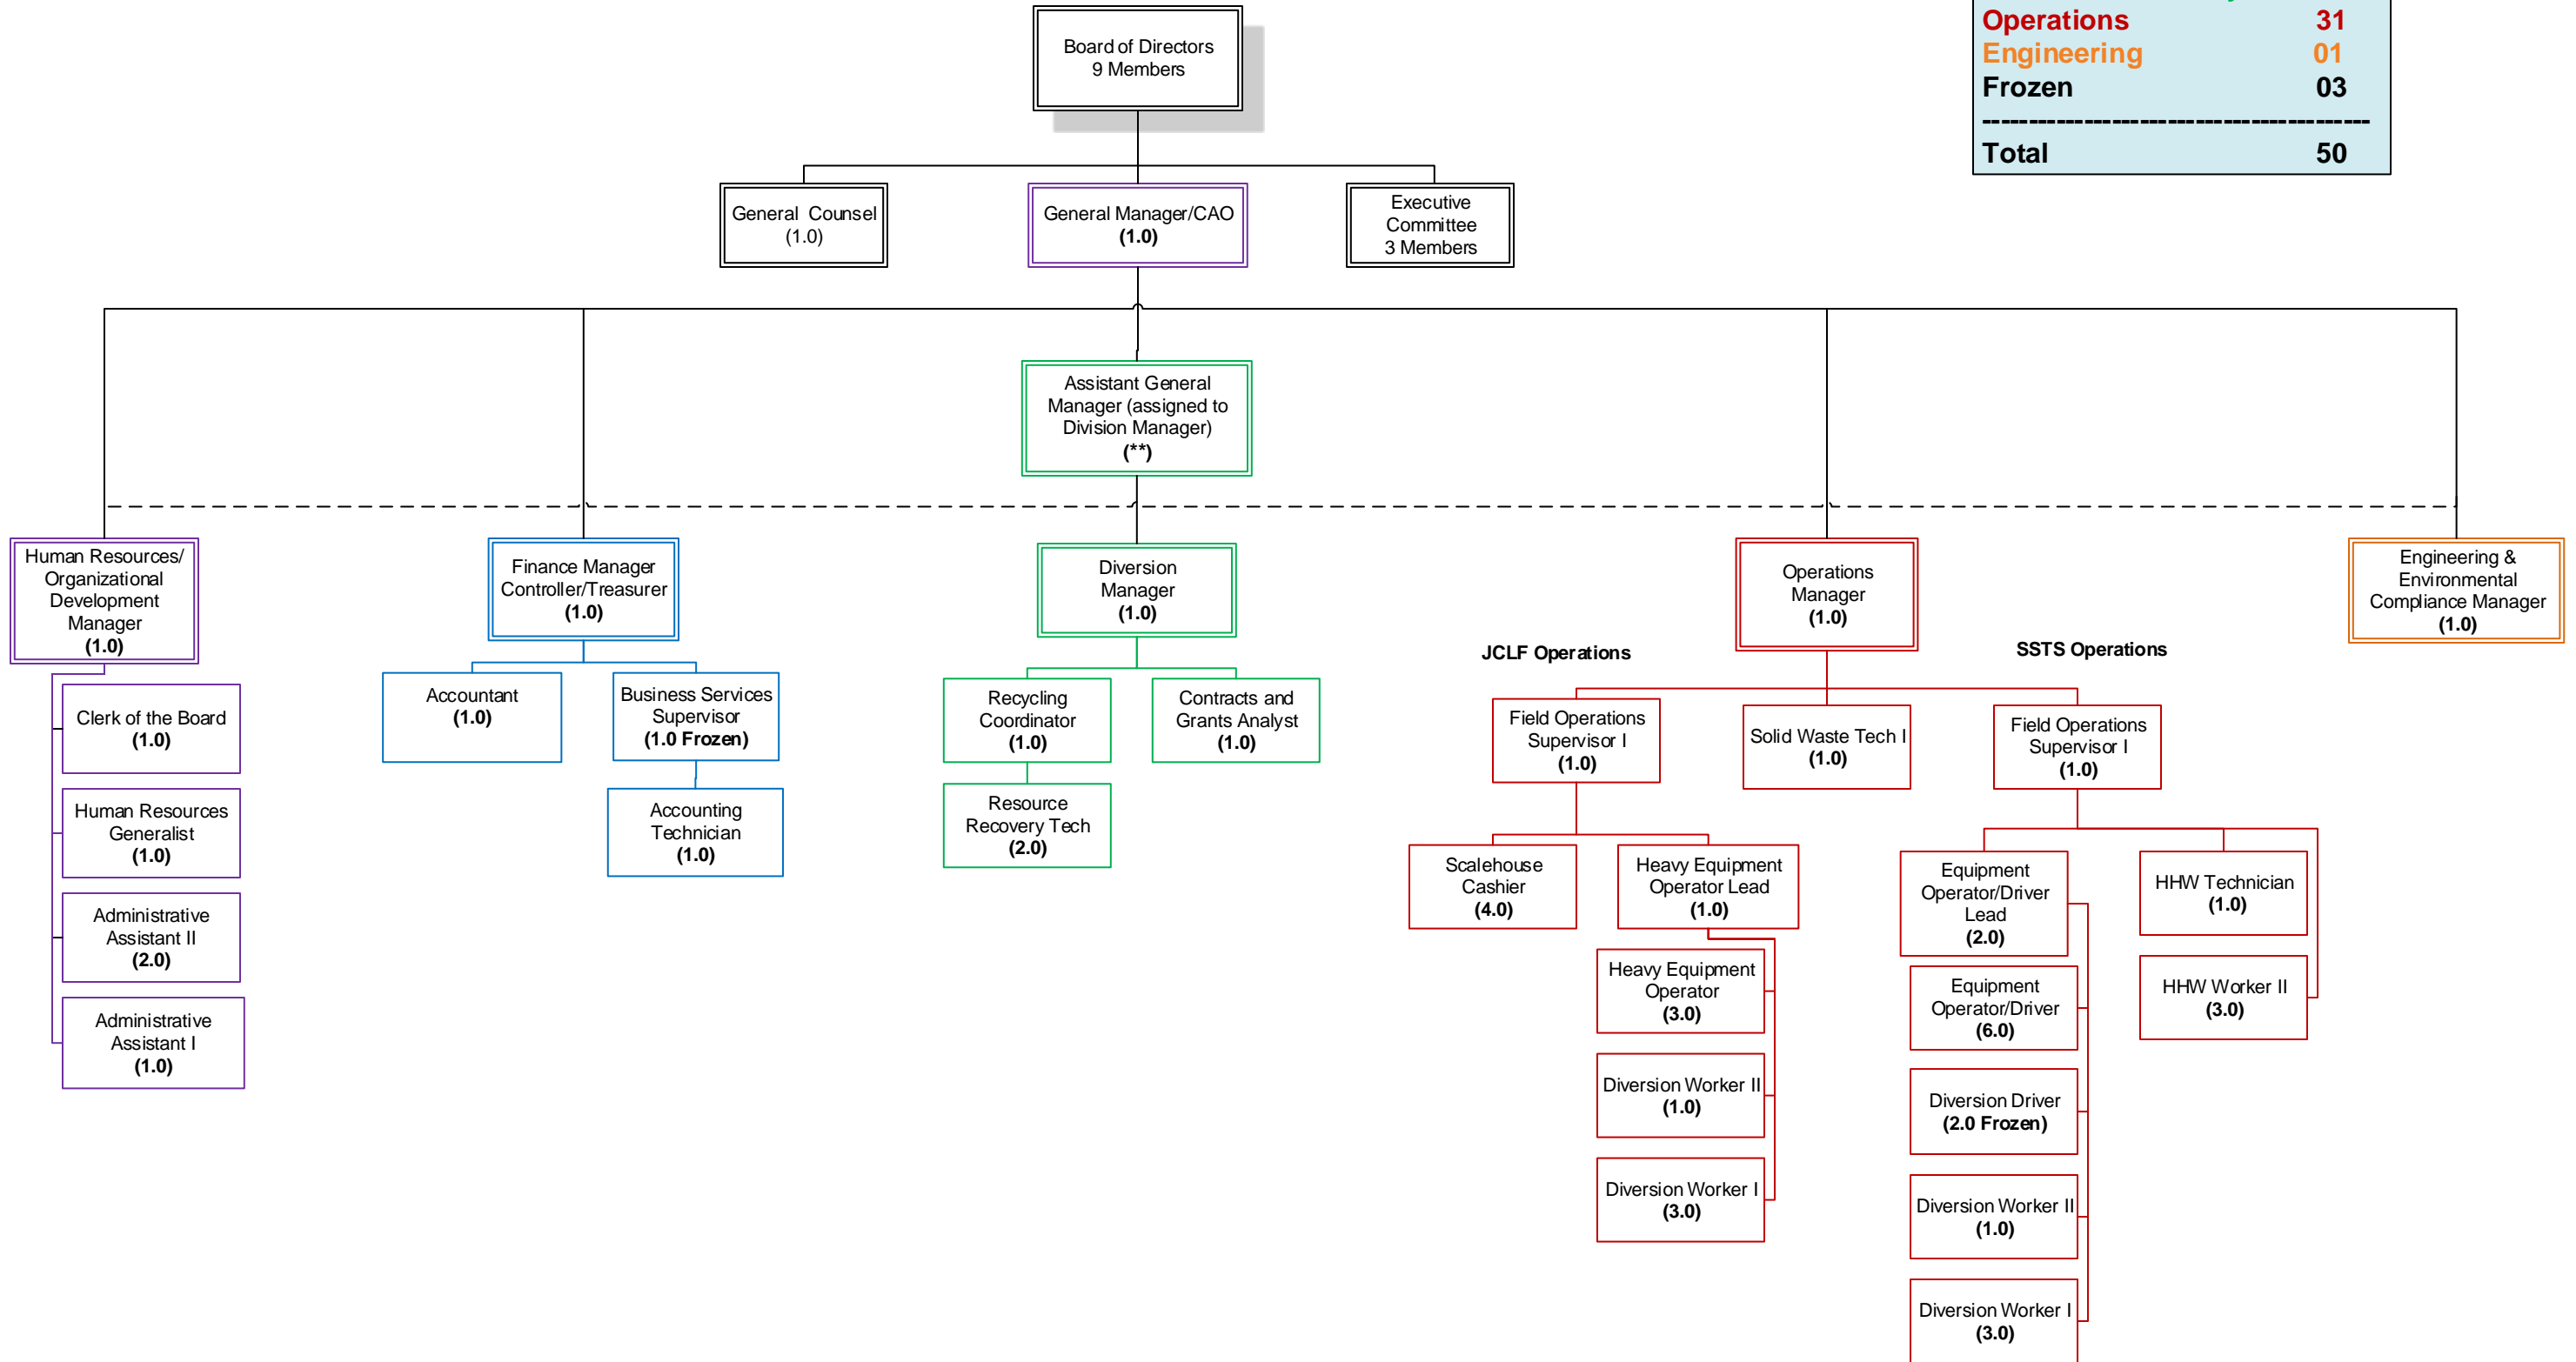 Operations 31
Engineering 01
Frozen 03
------------------------------------------
Total 50
Board of Directors
9 Members
General Counsel
(1.0)
General Manager/CAO
(1.0)
Executive
Committee
3 Members
Assistant General
Manager (assigned to
Division Manager)
(**)
Human Resources/
Organizational
Development
Manager
(1.0)
Clerk of the Board
(1.0)
Human Resources
Generalist
(1.0)
Administrative
Assistant II
(2.0)
Administrative
Assistant I
(1.0)
Finance Manager
Controller/Treasurer
(1.0)
Accountant
(1.0)
Business Services
Supervisor
(1.0 Frozen)
Accounting
Technician
(1.0)
Diversion
Manager
(1.0)
Recycling
Coordinator
(1.0)
Contracts and
Grants Analyst
(1.0)
Resource
Recovery Tech
(2.0)
Operations
Manager
(1.0)
JCLF Operations
SSTS Operations
Field Operations
Supervisor I
(1.0)
Solid Waste Tech I
(1.0)
Field Operations
Supervisor I
(1.0)
Scalehouse
Cashier
(4.0)
Heavy Equipment
Operator Lead
(1.0)
Heavy Equipment
Operator
(3.0)
Diversion Worker II
(1.0)
Diversion Worker I
(3.0)
Equipment
Operator/Driver
Lead
(2.0)
Equipment
Operator/Driver
(6.0)
Diversion Driver
(2.0 Frozen)
Diversion Worker II
(1.0)
Diversion Worker I
(3.0)
HHW Technician
(1.0)
HHW Worker II
(3.0)
Engineering &
Environmental
Compliance Manager
(1.0)